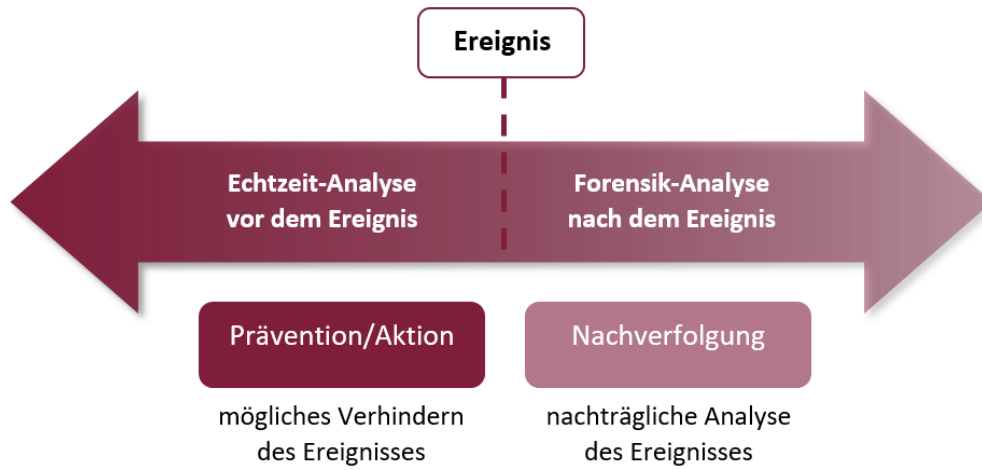 Ereignis
Echtzeit-Analyse
vor dem Ereignis
Forensik-Analyse
nach dem Ereignis
Prävention/Aktion
Nachverfolgung
mögliches Verhindern
des Ereignisses
nachträgliche Analyse
des Ereignisses